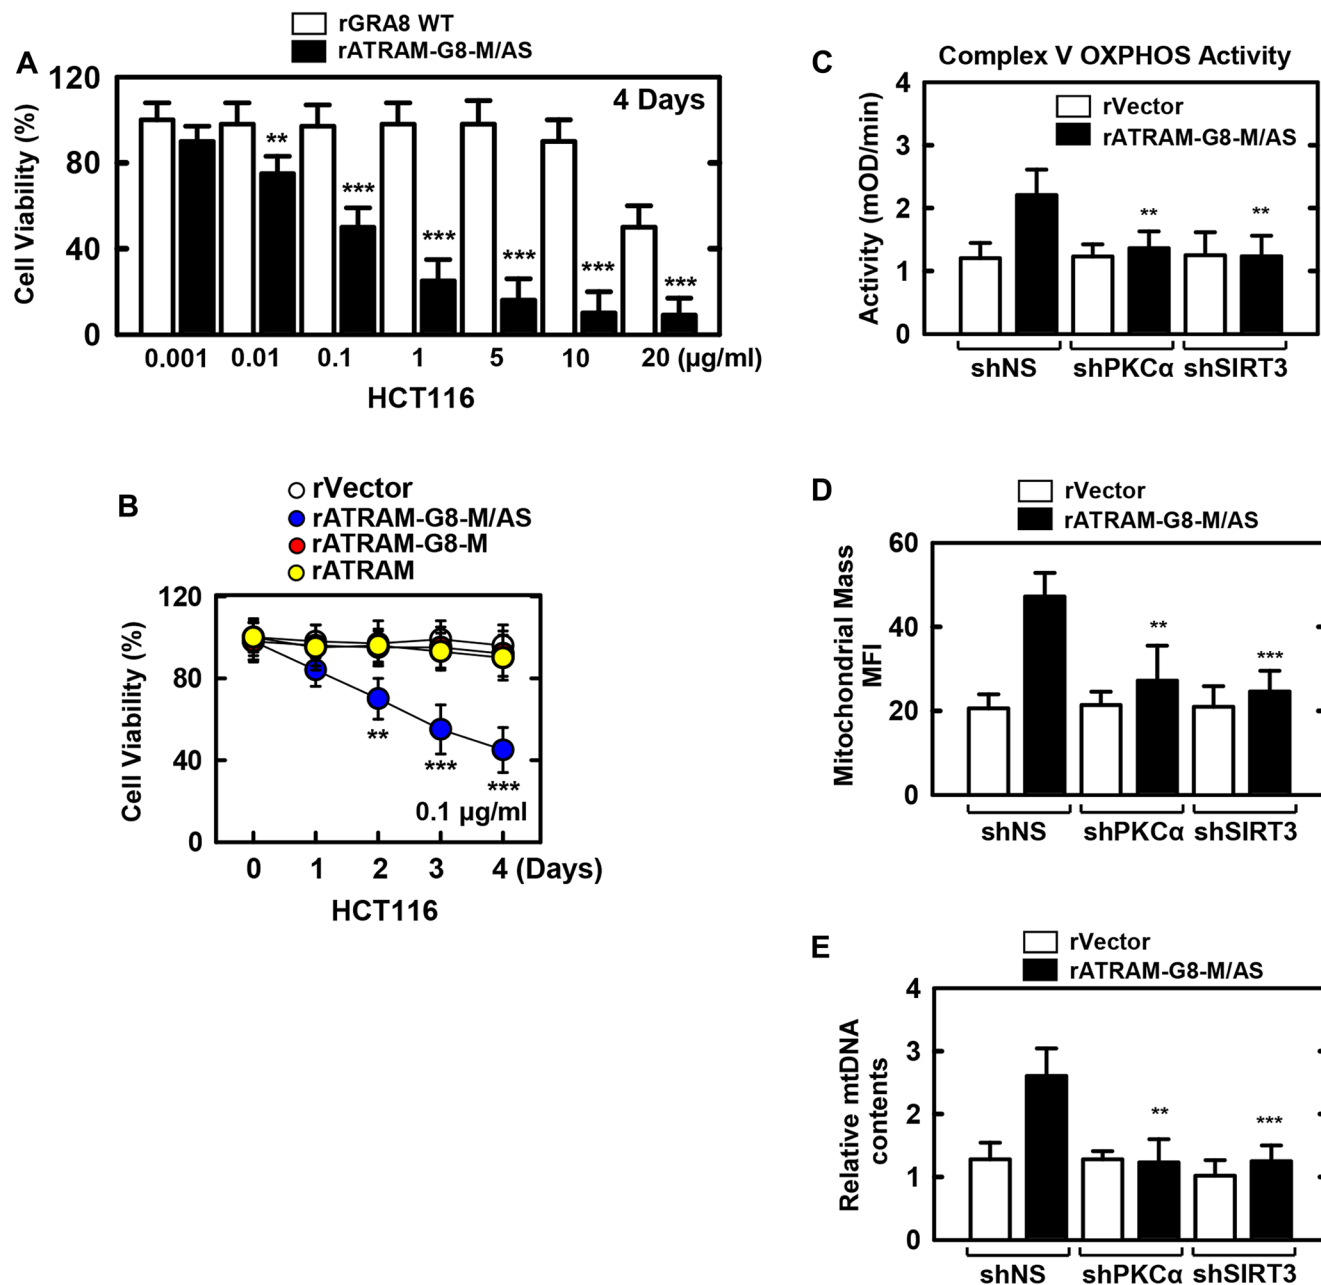 A
rGRA8 WT
rATRAM-G8-M/AS
Cell Viability (%)
120
80
40
0
4 Days
**
***
***
***
***
***
0.001 0.01 0.1 1 5 10 20 (µg/ml)
HCT116
B
rVector
rATRAM-G8-M/AS
rATRAM-G8-M
rATRAM
Cell Viability (%)
120
80
40
0
**
***
***
0.1 µg/ml
0 1 2 3 4 (Days)
HCT116
C
Complex V OXPHOS Activity
rVector
rATRAM-G8-M/AS
Activity (mOD/min)
4
3
2
1
0
**
**
shNS shPKCα shSIRT3
D
rVector
rATRAM-G8-M/AS
Mitochondrial Mass
MFI
60
40
20
0
**
***
shNS shPKCα shSIRT3
E
rVector
rATRAM-G8-M/AS
Relative mtDNA
contents
4
3
2
1
0
**
***
shNS shPKCα shSIRT3